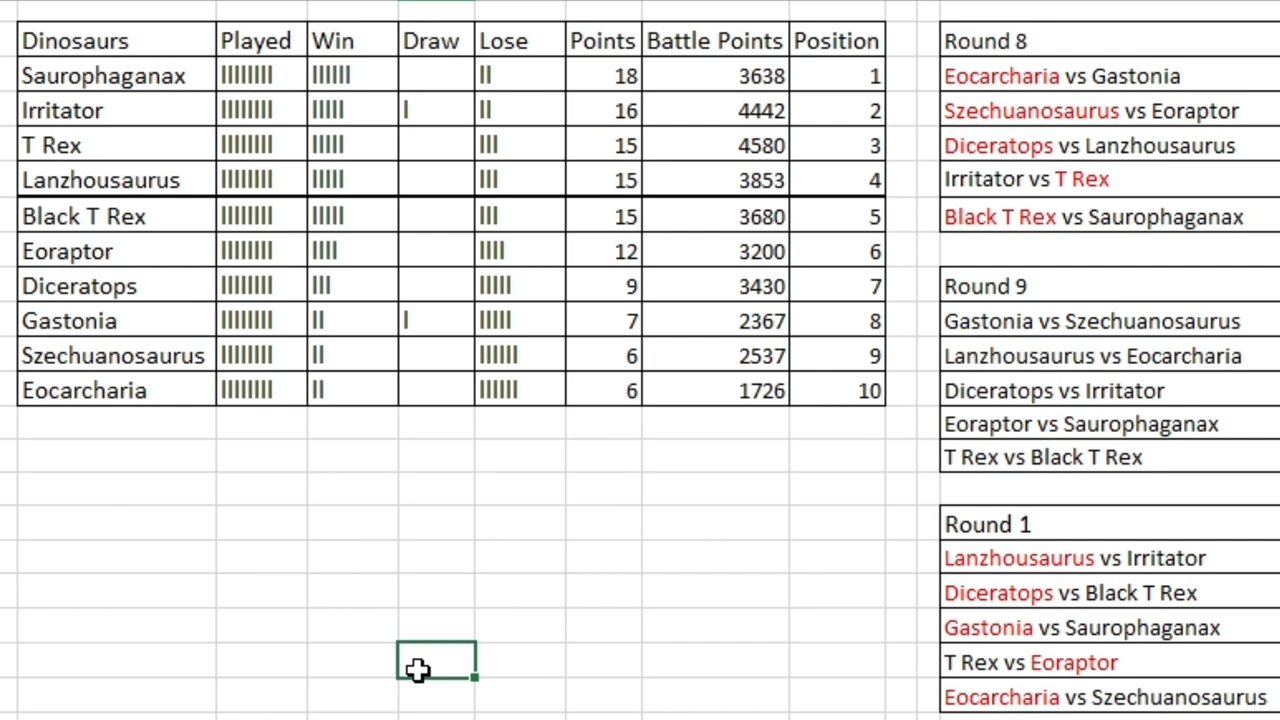 Dinosaurs Played Win Draw Lose Points Battle Points Position
Saurophaganax IIIIIIII IIIIII II 18 3638 1
Irritator IIIIIIII IIIII I II 16 4442 2
T Rex IIIIIIII IIIII III 15 4580 3
Lanzhousaurus IIIIIIII IIIII III 15 3853 4
Black T Rex IIIIIIII IIIII III 15 3680 5
Eoraptor IIIIIIII IIII IIII 12 3200 6
Diceratops IIIIIIII III IIIII 9 3430 7
Gastonia IIIIIIII II I IIIII 7 2367 8
Szechuanosaurus IIIIIIII II IIIIII 6 2537 9
Eocarcharia IIIIIIII II IIIIII 6 1726 10
Round 8
Eocarcharia vs Gastonia
Szechuanosaurus vs Eoraptor
Diceratops vs Lanzhousaurus
Irritator vs T Rex
Black T Rex vs Saurophaganax
Round 9
Gastonia vs Szechuanosaurus
Lanzhousaurus vs Eocarcharia
Diceratops vs Irritator
Eoraptor vs Saurophaganax
T Rex vs Black T Rex
Round 1
Lanzhousaurus vs Irritator
Diceratops vs Black T Rex
Gastonia vs Saurophaganax
T Rex vs Eoraptor
Eocarcharia vs Szechuanosaurus